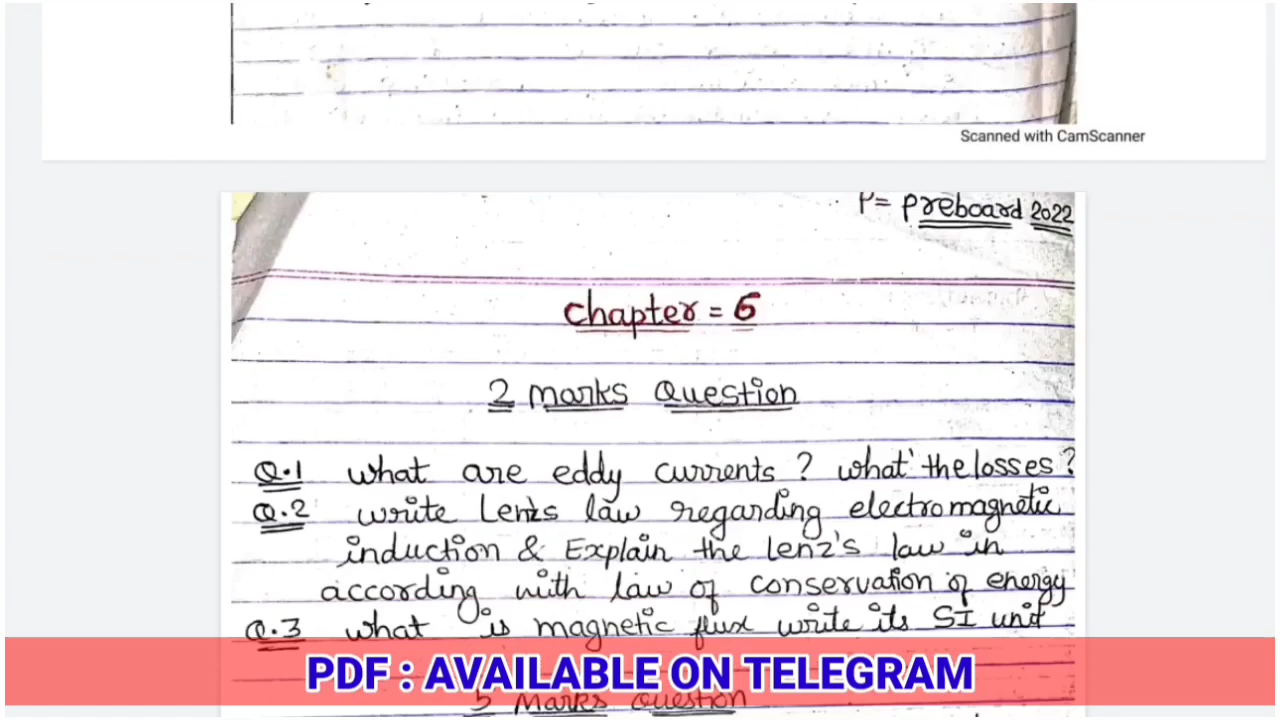 Scanned with CamScanner
P= Preboard 2022
Chapter = 6
2 Marks Question
Q.1 what are eddy currents ? what' the losses ?
Q.2 write Lenz's law regarding electromagnetic
induction & Explain the Lenz's law in
according with law of conservation of energy
Q.3 what is magnetic flux write its SI unit
PDF : AVAILABLE ON TELEGRAM
5 Marks Question